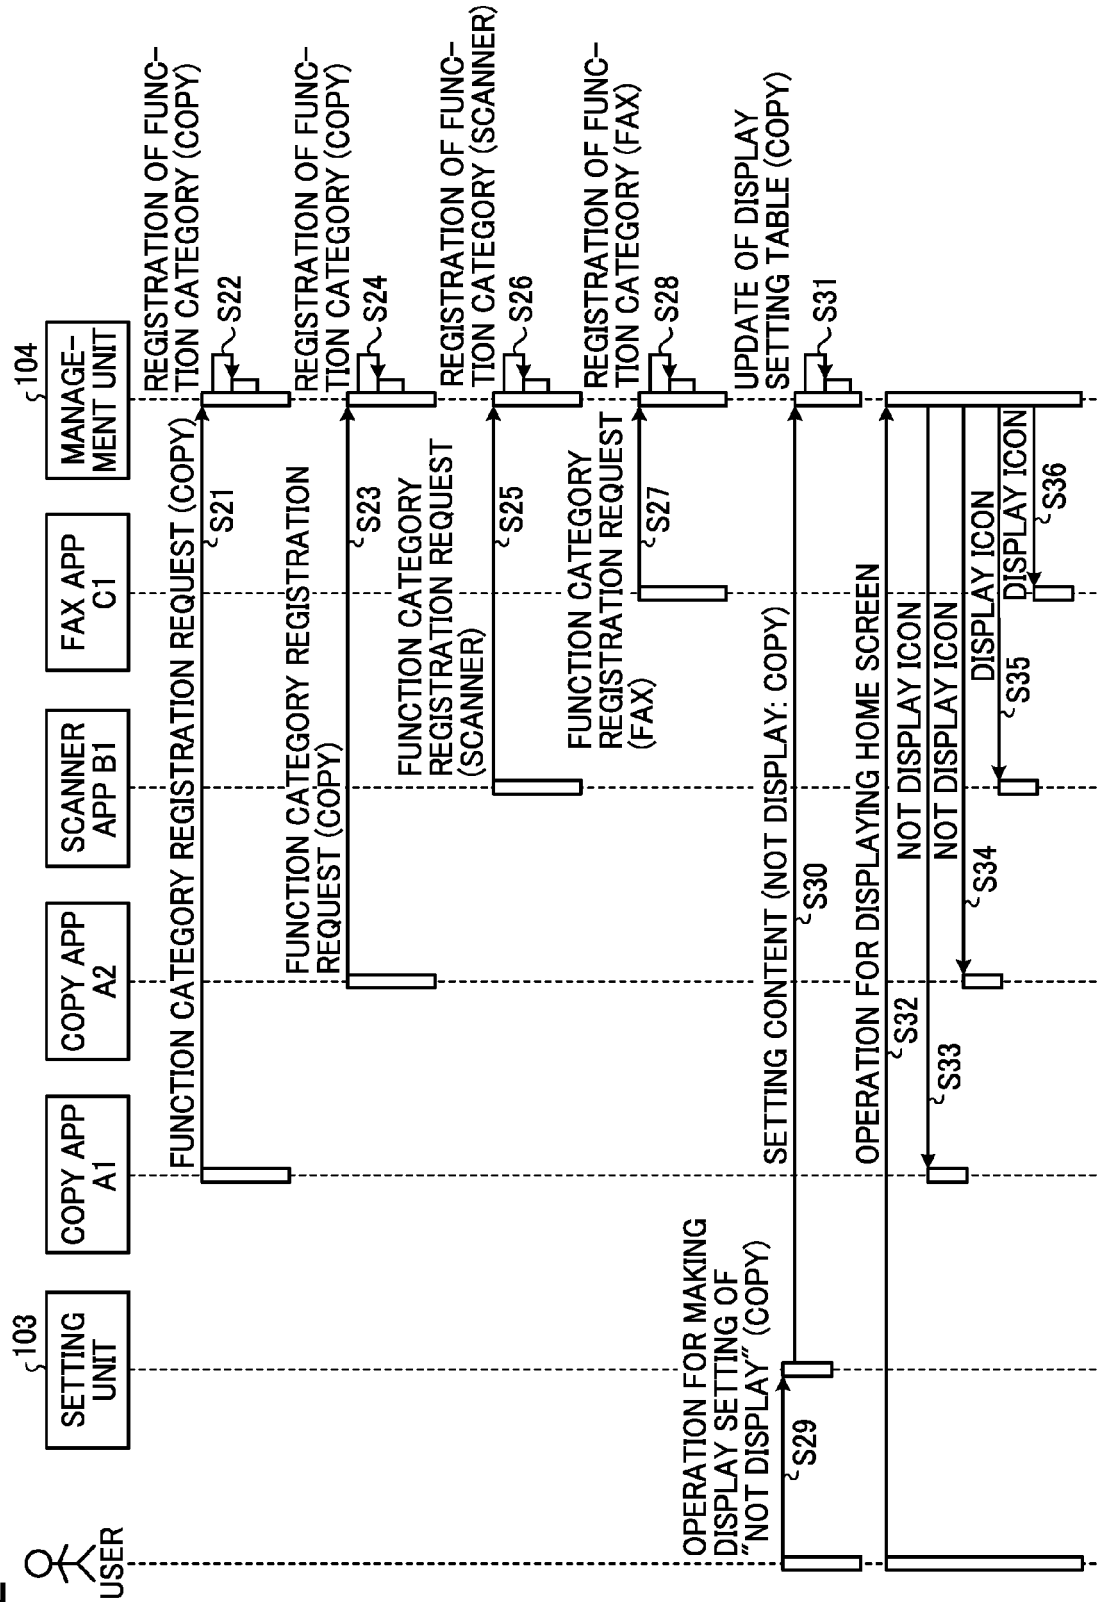 USER
103
SETTING
UNIT
COPY APP
A1
COPY APP
A2
SCANNER
APP B1
FAX APP
C1
104
MANAGE-
MENT UNIT
FUNCTION CATEGORY REGISTRATION REQUEST (COPY)
S21
REGISTRATION OF FUNC-
TION CATEGORY (COPY)
S22
FUNCTION CATEGORY REGISTRATION
REQUEST (COPY)
S23
REGISTRATION OF FUNC-
TION CATEGORY (COPY)
S24
FUNCTION CATEGORY
REGISTRATION REQUEST
(SCANNER)
S25
REGISTRATION OF FUNC-
TION CATEGORY (SCANNER)
S26
FUNCTION CATEGORY
REGISTRATION REQUEST
(FAX)
S27
REGISTRATION OF FUNC-
TION CATEGORY (FAX)
S28
OPERATION FOR MAKING
DISPLAY SETTING OF
"NOT DISPLAY" (COPY)
S29
SETTING CONTENT (NOT DISPLAY: COPY)
S30
UPDATE OF DISPLAY
SETTING TABLE (COPY)
S31
OPERATION FOR DISPLAYING HOME SCREEN
S32
NOT DISPLAY ICON
S33
NOT DISPLAY ICON
S34
DISPLAY ICON
S35
DISPLAY ICON
S36